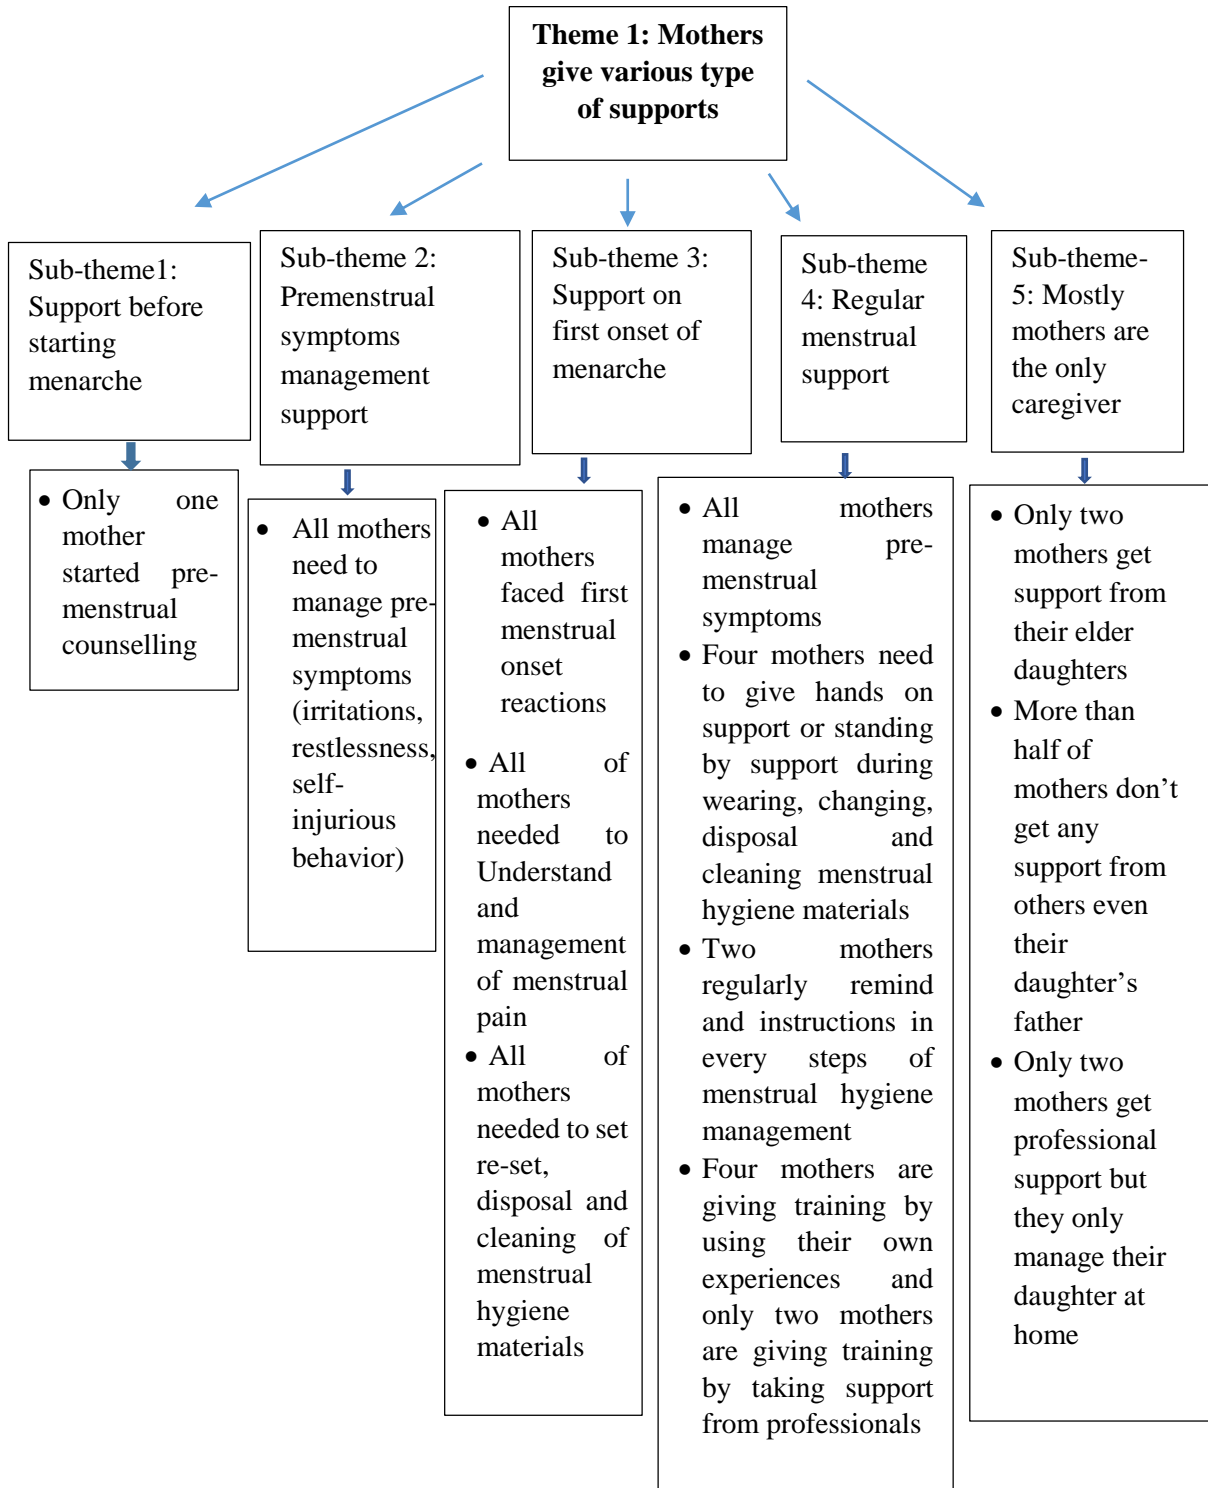 Theme 1: Mothers
give various type
of supports
Sub-theme1:
Support before
starting
menarche
Sub-theme 2:
Premenstrual
symptoms
management
support
Sub-theme 3:
Support on
first onset of
menarche
Sub-theme
4: Regular
menstrual
support
Sub-theme-
5: Mostly
mothers are
the only
caregiver
• Only one
mother
started pre-
menstrual
counselling
• All mothers
need to
manage pre-
menstrual
symptoms
(irritations,
restlessness,
self-
injurious
behavior)
• All
mothers
faced first
menstrual
onset
reactions
• All of
mothers
needed to
Understand
and
management
of menstrual
pain
• All of
mothers
needed to set
re-set,
disposal and
cleaning of
menstrual
hygiene
materials
• All mothers
manage pre-
menstrual
symptoms
• Four mothers need
to give hands on
support or standing
by support during
wearing, changing,
disposal and
cleaning menstrual
hygiene materials
• Two mothers
regularly remind
and instructions in
every steps of
menstrual hygiene
management
• Four mothers are
giving training by
using their own
experiences and
only two mothers
are giving training
by taking support
from professionals
• Only two
mothers get
support from
their elder
daughters
• More than
half of
mothers don’t
get any
support from
others even
their
daughter’s
father
• Only two
mothers get
professional
support but
they only
manage their
daughter at
home